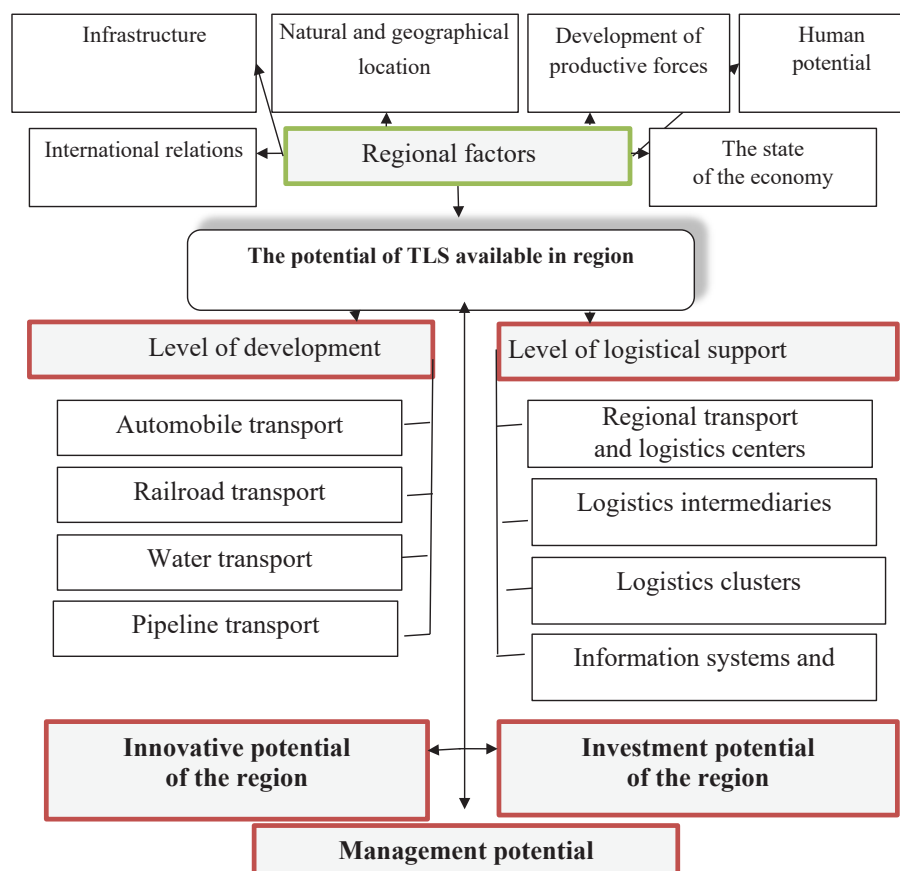 Infrastructure
Natural and geographical
location
Development of
productive forces
Human
potential
International relations
Regional factors
The state
of the economy
The potential of TLS available in region
Level of development
Level of logistical support
Automobile transport
Railroad transport
Water transport
Pipeline transport
Regional transport
and logistics centers
Logistics intermediaries
Logistics clusters
Information systems and
Innovative potential
of the region
Investment potential
of the region
Management potential